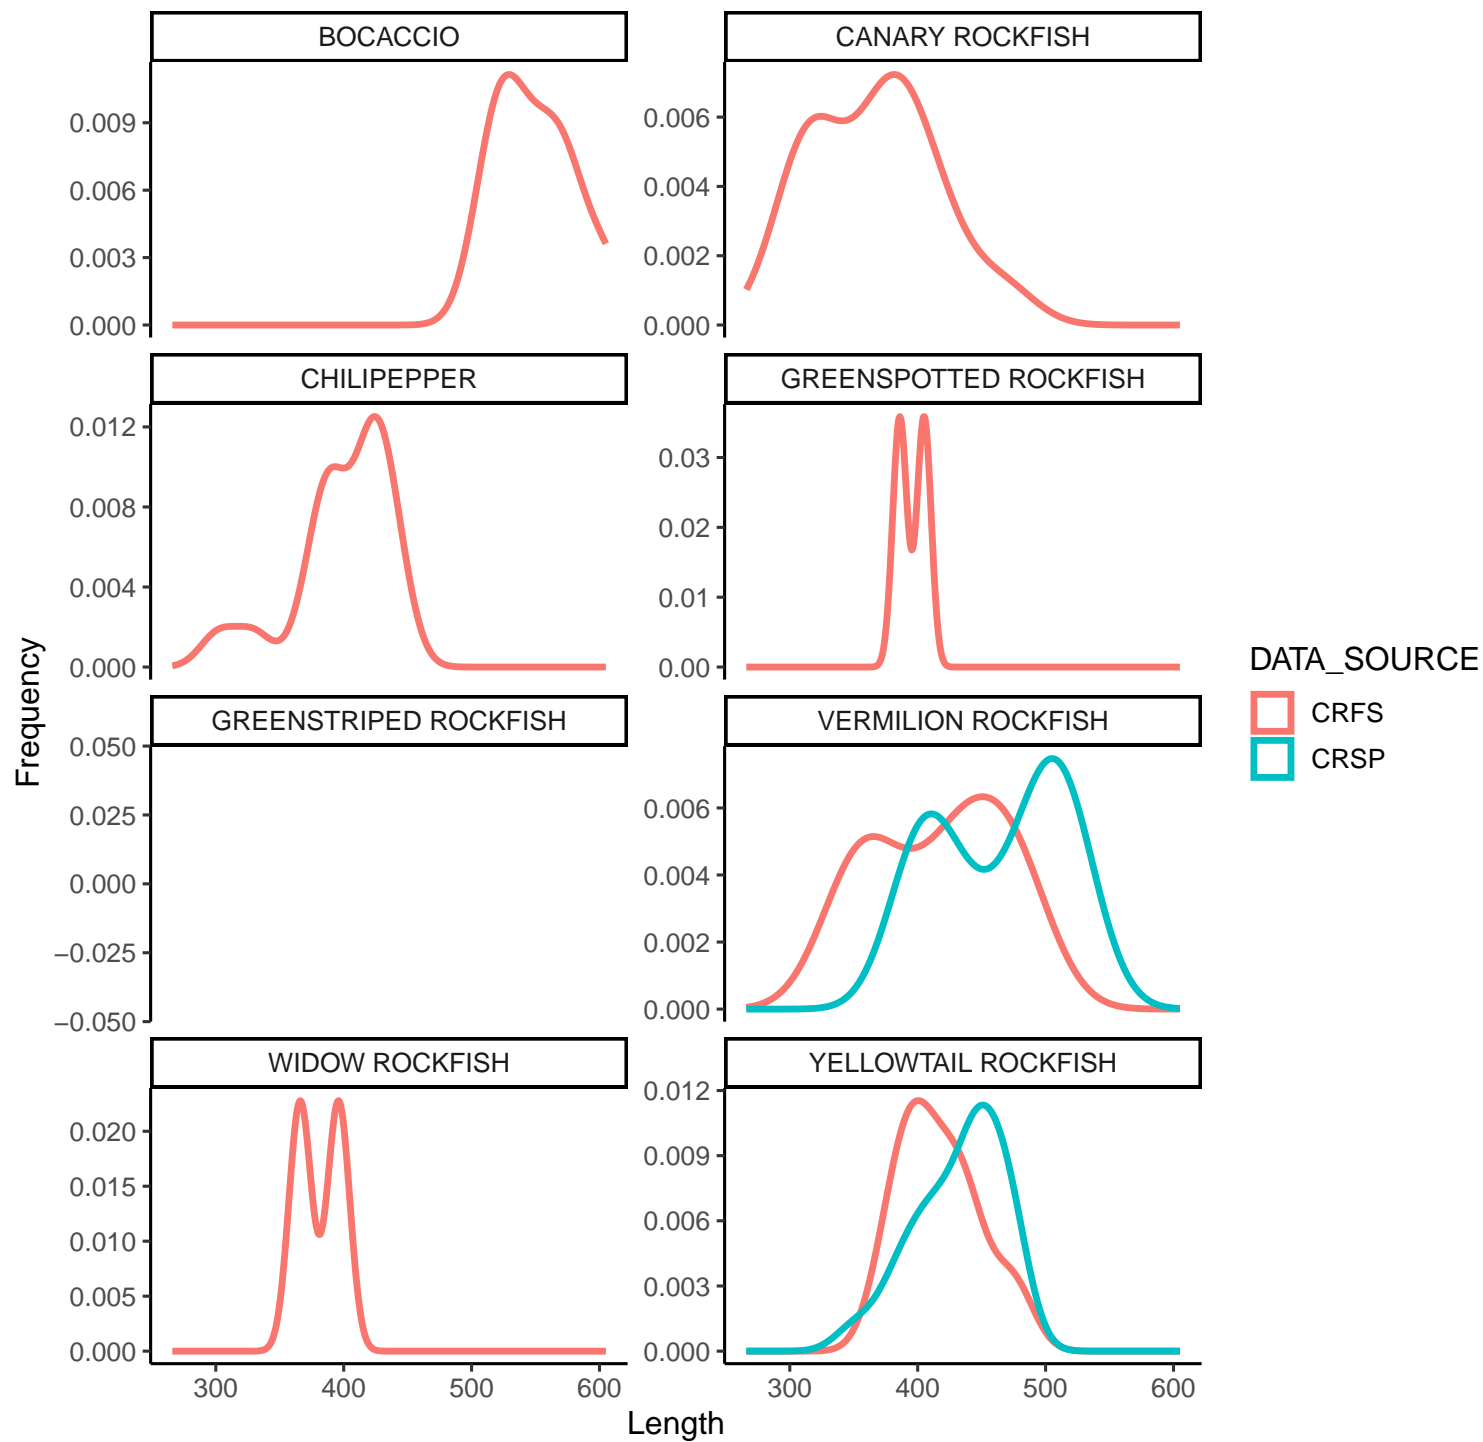 BOCACCIO
CANARY ROCKFISH
0.009
0.006
0.003
0.000
0.006
0.004
0.002
0.000
CHILIPEPPER
GREENSPOTTED ROCKFISH
0.012
0.008
0.004
0.000
0.03
0.02
0.01
0.00
GREENSTRIPED ROCKFISH
VERMILION ROCKFISH
0.050
0.025
0.000
−0.025
−0.050
0.006
0.004
0.002
0.000
WIDOW ROCKFISH
YELLOWTAIL ROCKFISH
0.020
0.015
0.010
0.005
0.000
0.012
0.009
0.006
0.003
0.000
300 400 500 600
300 400 500 600
Length
Frequency
DATA_SOURCE
CRFS
CRSP